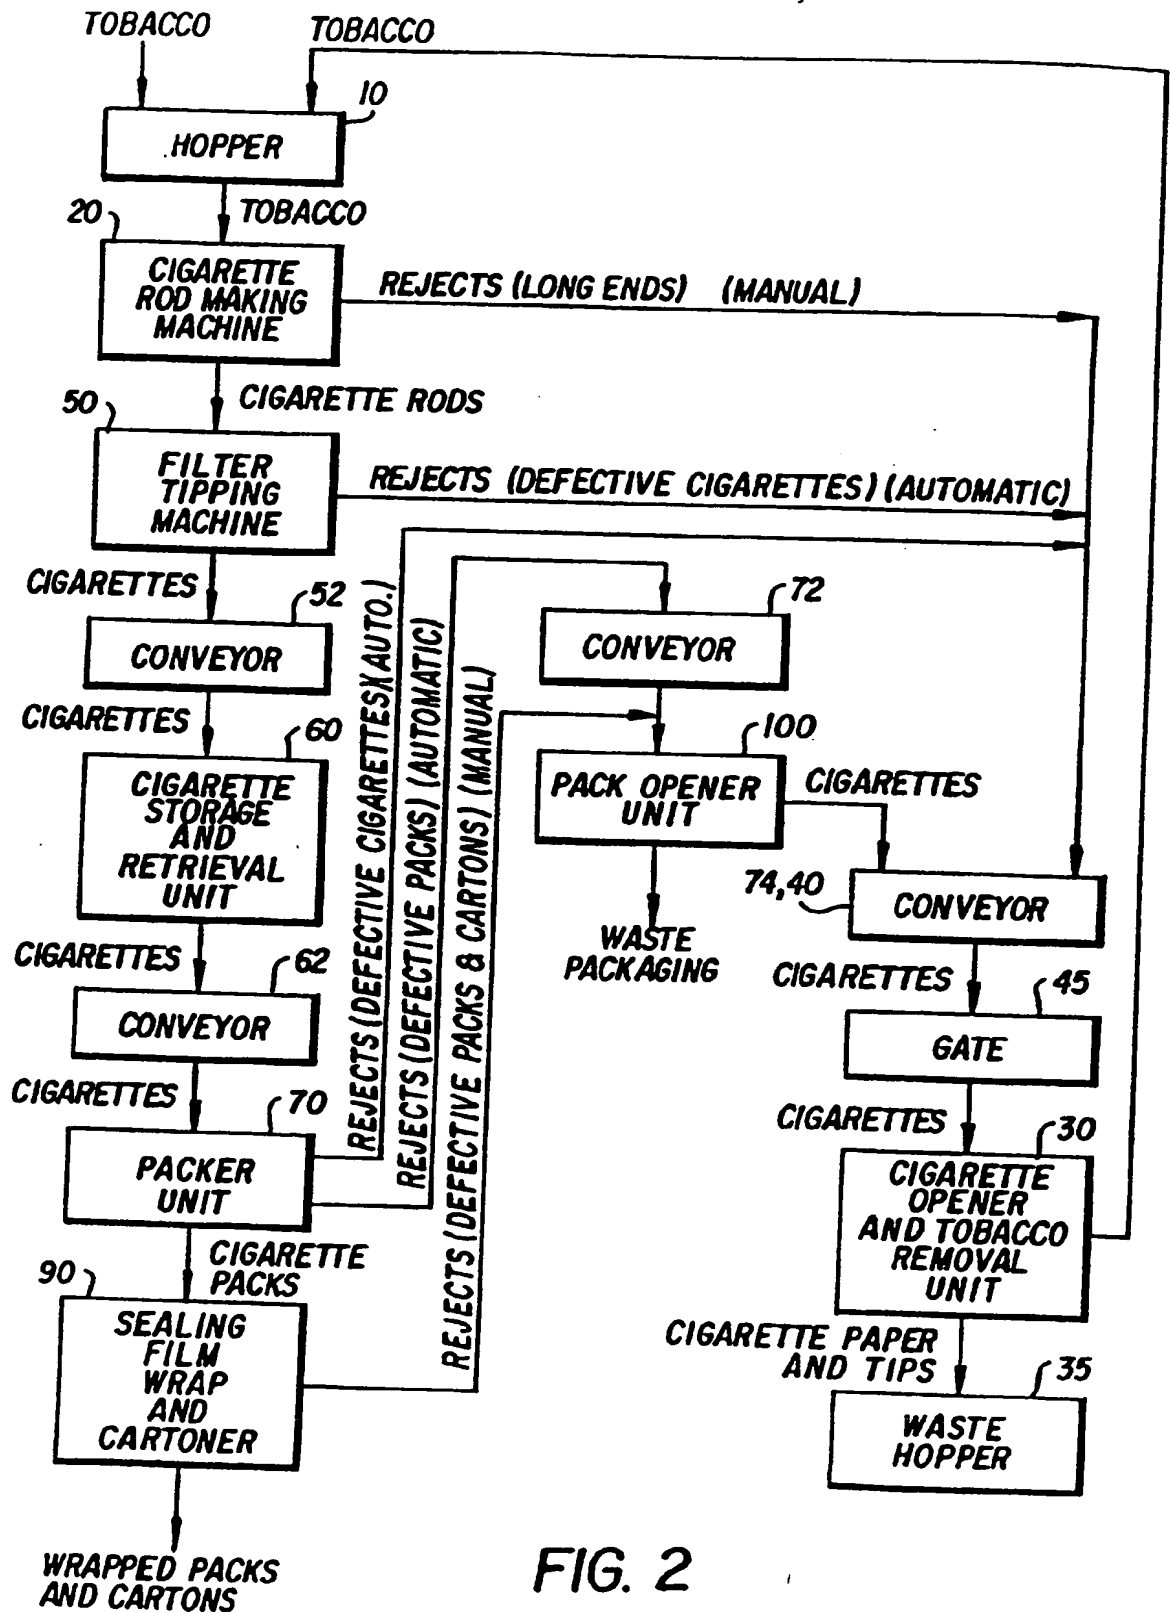 TOBACCO
TOBACCO
10
HOPPER
TOBACCO
20
CIGARETTE
ROD MAKING
MACHINE
REJECTS (LONG ENDS) (MANUAL)
CIGARETTE RODS
50
FILTER
TIPPING
MACHINE
REJECTS (DEFECTIVE CIGARETTES) (AUTOMATIC)
CIGARETTES
52
CONVEYOR
CIGARETTES
60
CIGARETTE
STORAGE
AND
RETRIEVAL
UNIT
CIGARETTES
62
CONVEYOR
CIGARETTES
70
PACKER
UNIT
REJECTS (DEFECTIVE CIGARETTES)(AUTO.)
REJECTS (DEFECTIVE PACKS) (AUTOMATIC)
REJECTS (DEFECTIVE PACKS & CARTONS) (MANUAL)
CIGARETTE
PACKS
90
SEALING
FILM
WRAP
AND
CARTONER
WRAPPED PACKS
AND CARTONS
72
CONVEYOR
100
PACK OPENER
UNIT
CIGARETTES
WASTE
PACKAGING
74,40
CONVEYOR
CIGARETTES
45
GATE
CIGARETTES
30
CIGARETTE
OPENER
AND TOBACCO
REMOVAL
UNIT
CIGARETTE PAPER
AND TIPS
35
WASTE
HOPPER
FIG. 2